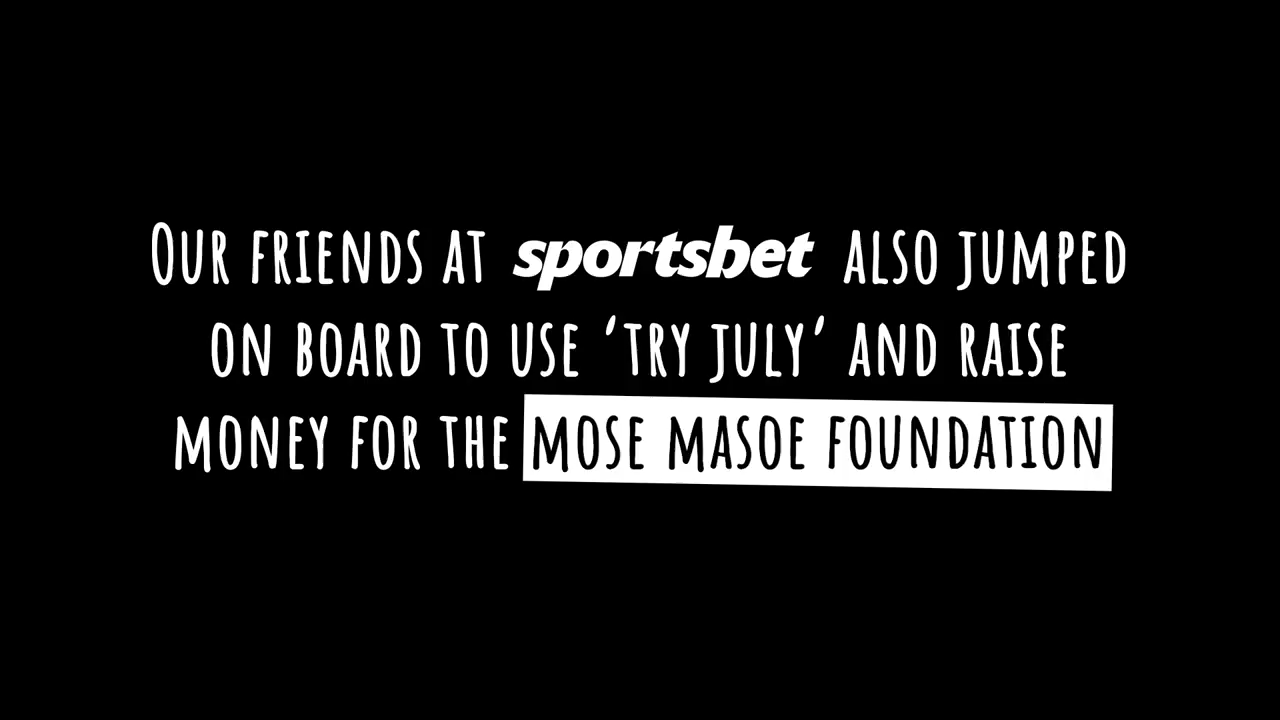 OUR FRIENDS AT sportsbet ALSO JUMPED
ON BOARD TO USE ‘TRY JULY’ AND RAISE
MONEY FOR THE MOSE MASOE FOUNDATION